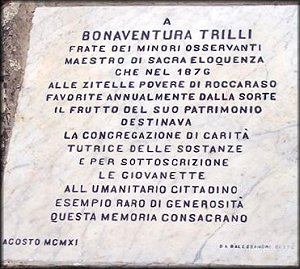 A
BONAVENTURA TRILLI
FRATE DEI MINORI OSSERVANTI
MAESTRO DI SACRA ELOQUENZA
CHE NEL 1876
ALLE ZITELLE POVERE DI ROCCARASO
FAVORITE ANNUALMENTE DALLA SORTE
IL FRUTTO DEL SUO PATRIMONIO
DESTINAVA
LA CONGREGAZIONE DI CARITÀ
TUTRICE DELLE SOSTANZE
E PER SOTTOSCRIZIONE
LE GIOVANETTE
ALL'UMANITARIO CITTADINO
ESEMPIO RARO DI GENEROSITÀ
QUESTA MEMORIA CONSACRANO
AGOSTO MCMXI